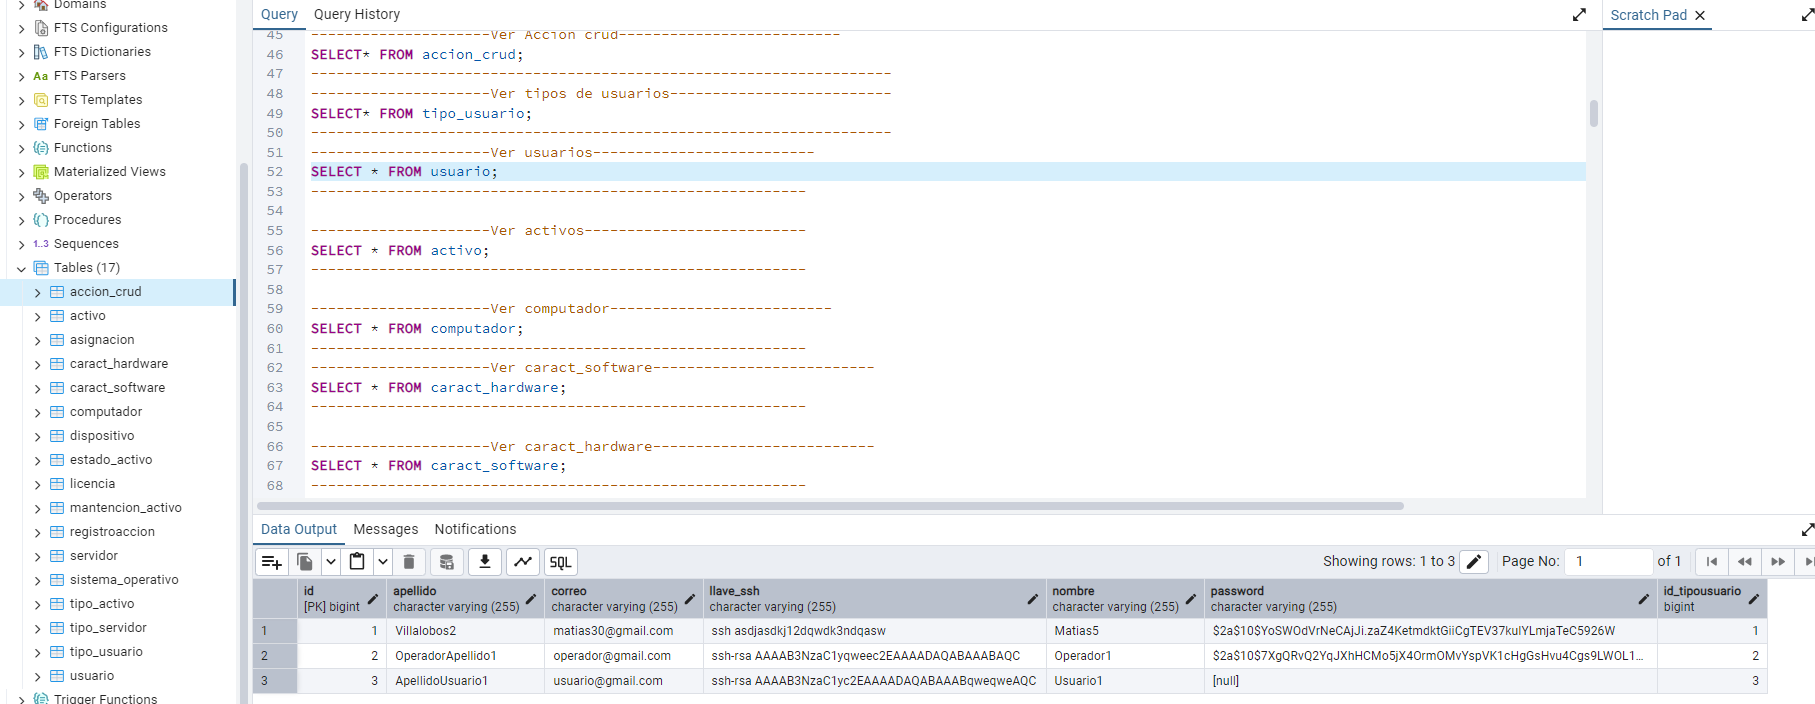 Domains
FTS Configurations
FTS Dictionaries
Aa FTS Parsers
FTS Templates
Foreign Tables
Functions
Materialized Views
Operators
Procedures
1..3 Sequences
Tables (17)
accion_crud
activo
asignacion
caract_hardware
caract_software
computador
dispositivo
estado_activo
licencia
mantencion_activo
registroaccion
servidor
sistema_operativo
tipo_activo
tipo_servidor
tipo_usuario
usuario
Trigger Functions
Query Query History
Scratch Pad
45 ---------------------Ver Accion crud--------------------------
46 SELECT* FROM accion_crud;
47 --------------------------------------------------------------------
48 ---------------------Ver tipos de usuarios--------------------------
49 SELECT* FROM tipo_usuario;
50 --------------------------------------------------------------------
51 ---------------------Ver usuarios--------------------------
52 SELECT * FROM usuario;
53 ----------------------------------------------------------
54
55 ---------------------Ver activos--------------------------
56 SELECT * FROM activo;
57 ----------------------------------------------------------
58
59 ---------------------Ver computador--------------------------
60 SELECT * FROM computador;
61 ----------------------------------------------------------
62 ---------------------Ver caract_software--------------------------
63 SELECT * FROM caract_hardware;
64 ----------------------------------------------------------
65
66 ---------------------Ver caract_hardware--------------------------
67 SELECT * FROM caract_software;
68 ----------------------------------------------------------
Data Output Messages Notifications
SQL Showing rows: 1 to 3 Page No: 1 of 1
id apellido correo llave_ssh nombre password id_tipousuario
[PK] bigint character varying (255) character varying (255) character varying (255) character varying (255) character varying (255) bigint
1 1 Villalobos2 matias30@gmail.com ssh asdjasdkj12dqwdk3ndqasw Matias5 $2a$10$YoSWOdVrNeCAjJi.zaZ4KetmdktGiiCgTEV37kuIYLmjaTeC5926W 1
2 2 OperadorApellido1 operador@gmail.com ssh-rsa AAAAB3NzaC1yqweec2EAAAADAQABAAABAQC Operador1 $2a$10$7XgQRvQ2YqJXhHCMo5jX4OrmOMvYspVK1cHgGsHvu4Cgs9LWOL1... 2
3 3 ApellidoUsuario1 usuario@gmail.com ssh-rsa AAAAB3NzaC1yc2EAAAADAQABAAABqweqweAQC Usuario1 [null] 3